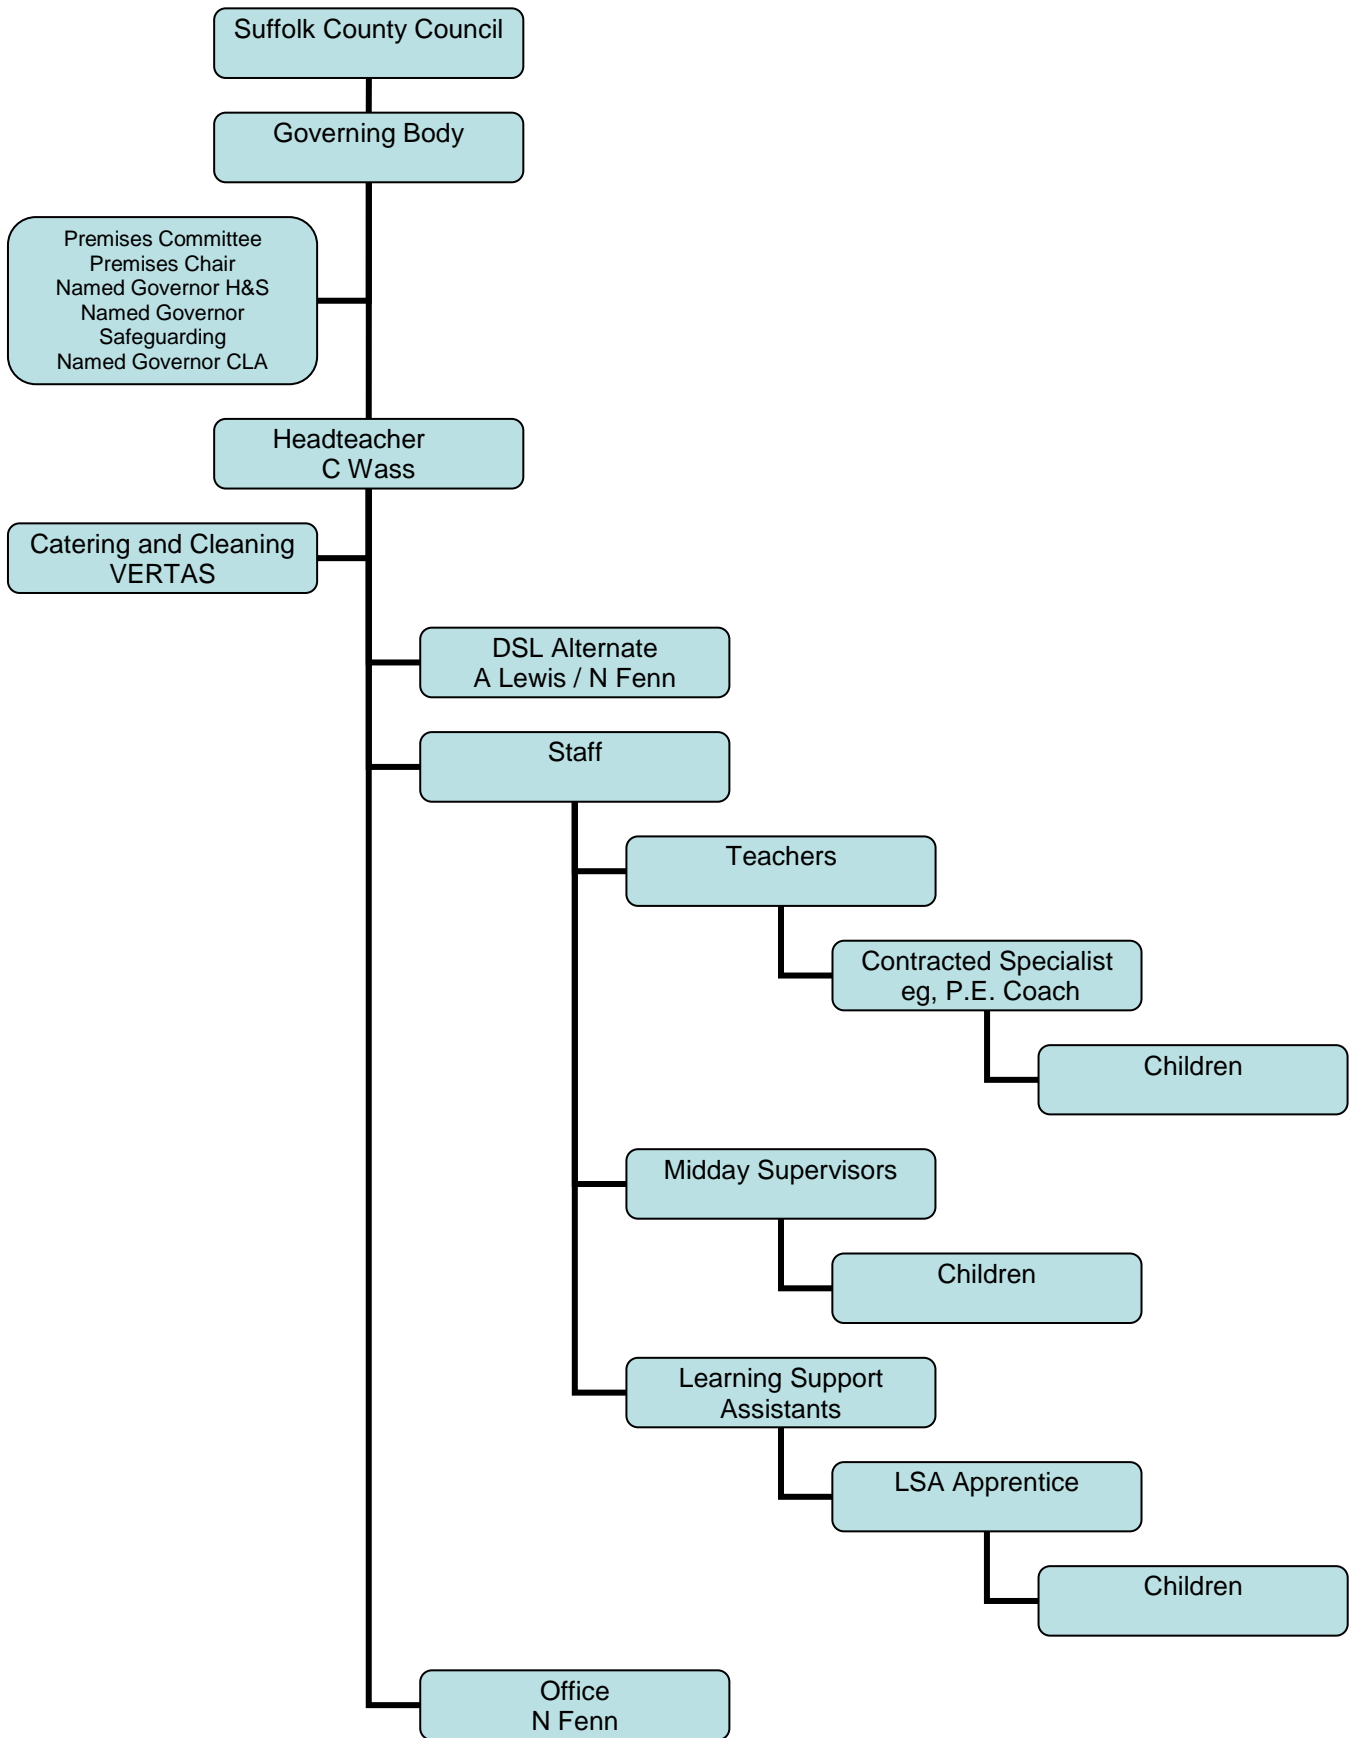 Suffolk County Council
Governing Body
Premises Committee
Premises Chair
Named Governor H&S
Named Governor
Safeguarding
Named Governor CLA
Headteacher
C Wass
Catering and Cleaning
VERTAS
DSL Alternate
A Lewis / N Fenn
Staff
Teachers
Contracted Specialist
eg, P.E. Coach
Children
Midday Supervisors
Children
Learning Support
Assistants
LSA Apprentice
Children
Office
N Fenn